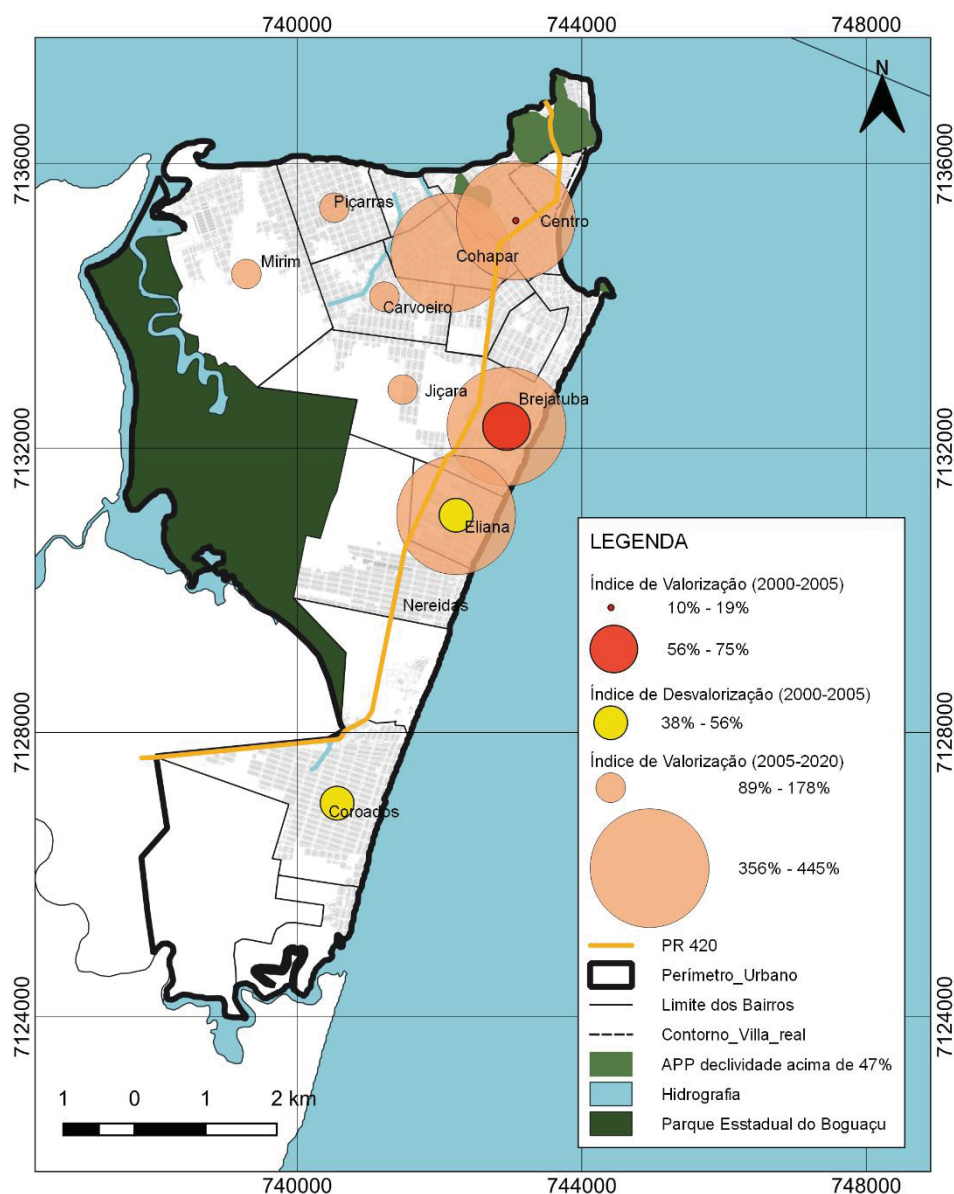 740000
744000
748000
N
7136000
7136000
Piçarras
Centro
Cohapar
Mirim
Carvoeiro
Jiçara
Brejatuba
7132000
7132000
Eliana
Nereidas
7128000
7128000
Coroados
7124000
7124000
LEGENDA
Índice de Valorização (2000-2005)
10% - 19%
56% - 75%
Índice de Desvalorização (2000-2005)
38% - 56%
Índice de Valorização (2005-2020)
89% - 178%
356% - 445%
PR 420
Perímetro_Urbano
Limite dos Bairros
Contorno_Villa_real
APP declividade acima de 47%
Hidrografia
Parque Esstadual do Boguaçu
1 0 1 2 km
740000
744000
748000